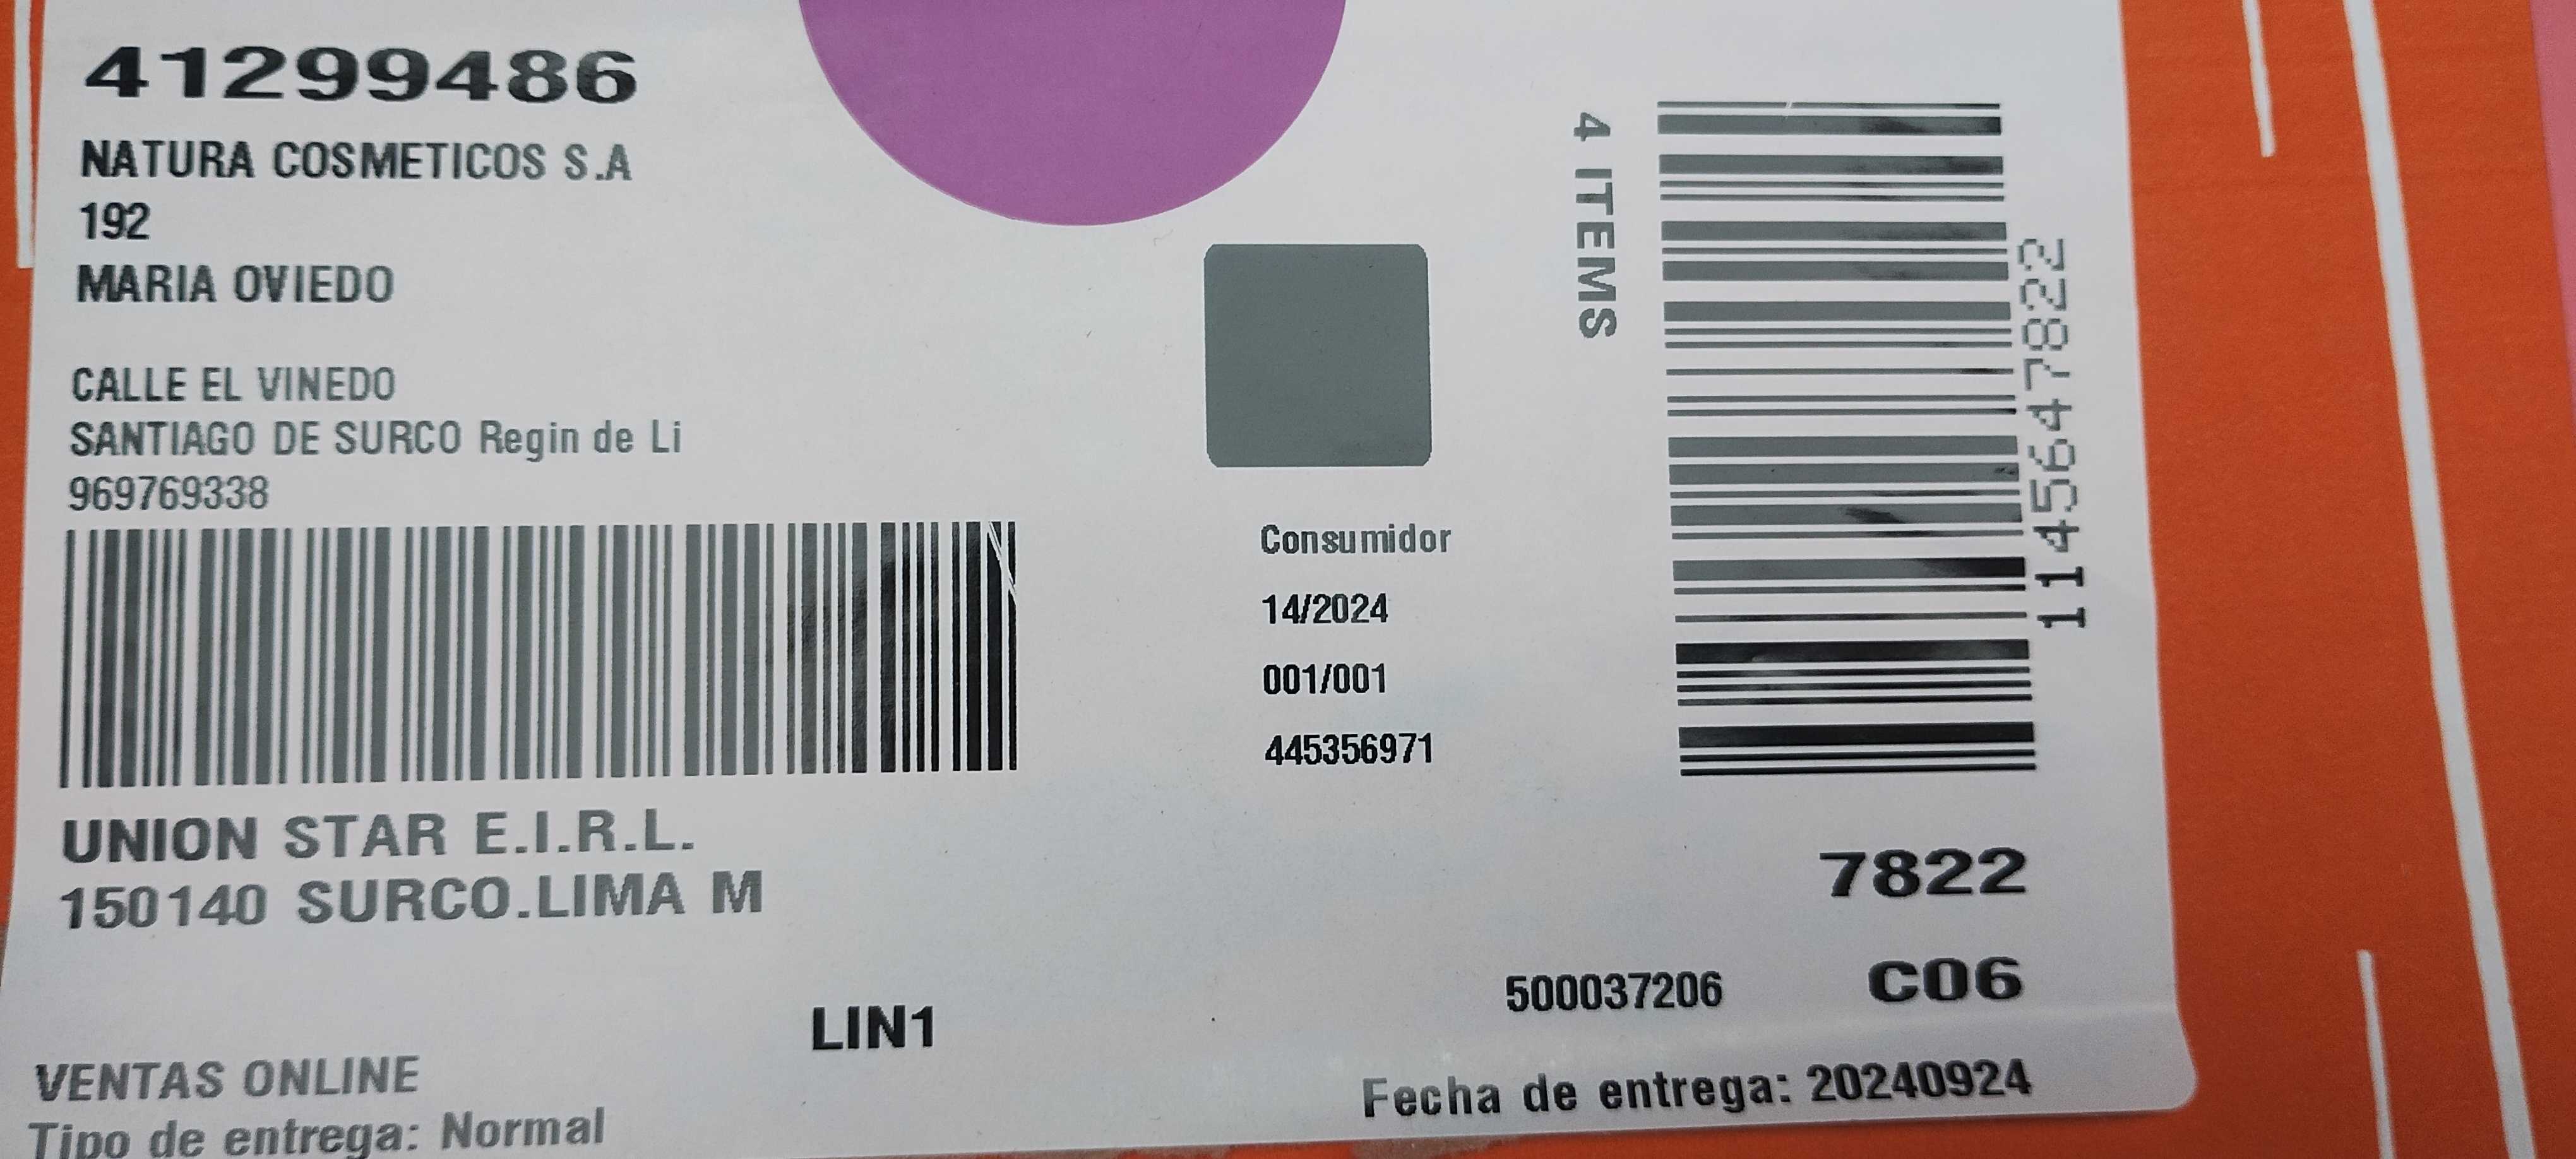 41299486
NATURA COSMETICOS S.A
192
MARIA OVIEDO
CALLE EL VINEDO
SANTIAGO DE SURCO Regin de Li
969769338
UNION STAR E.I.R.L.
150140 SURCO.LIMA M
LIN1
VENTAS ONLINE
Tipo de entrega: Normal
Consumidor
14/2024
001/001
445356971
4 ITEMS
1145647822
7822
500037206 C06
Fecha de entrega: 20240924